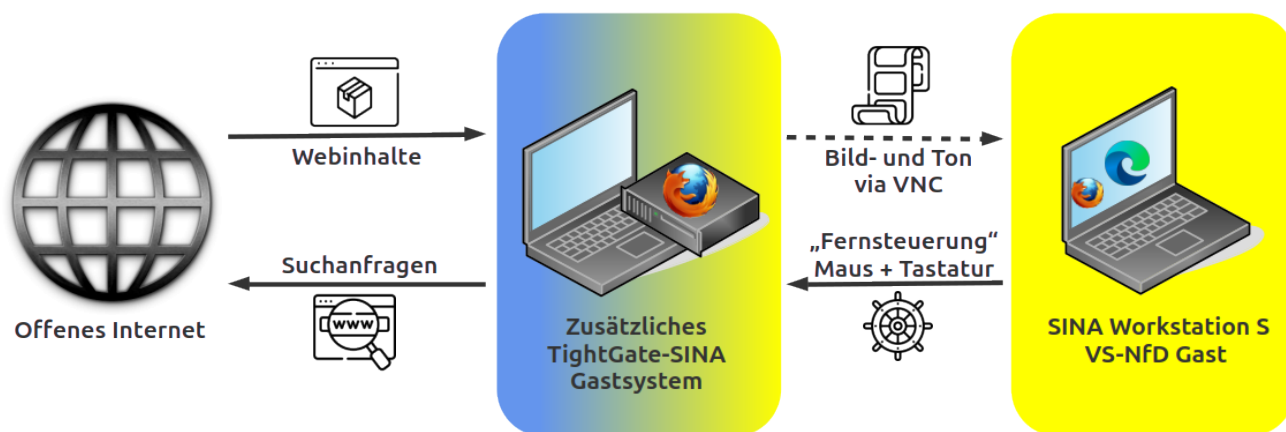 Webinhalte
Suchanfragen
WWW
Offenes Internet
Zusätzliches
TightGate-SINA
Gastsystem
Bild- und Ton
via VNC
„Fernsteuerung“
Maus + Tastatur
SINA Workstation S
VS-NfD Gast